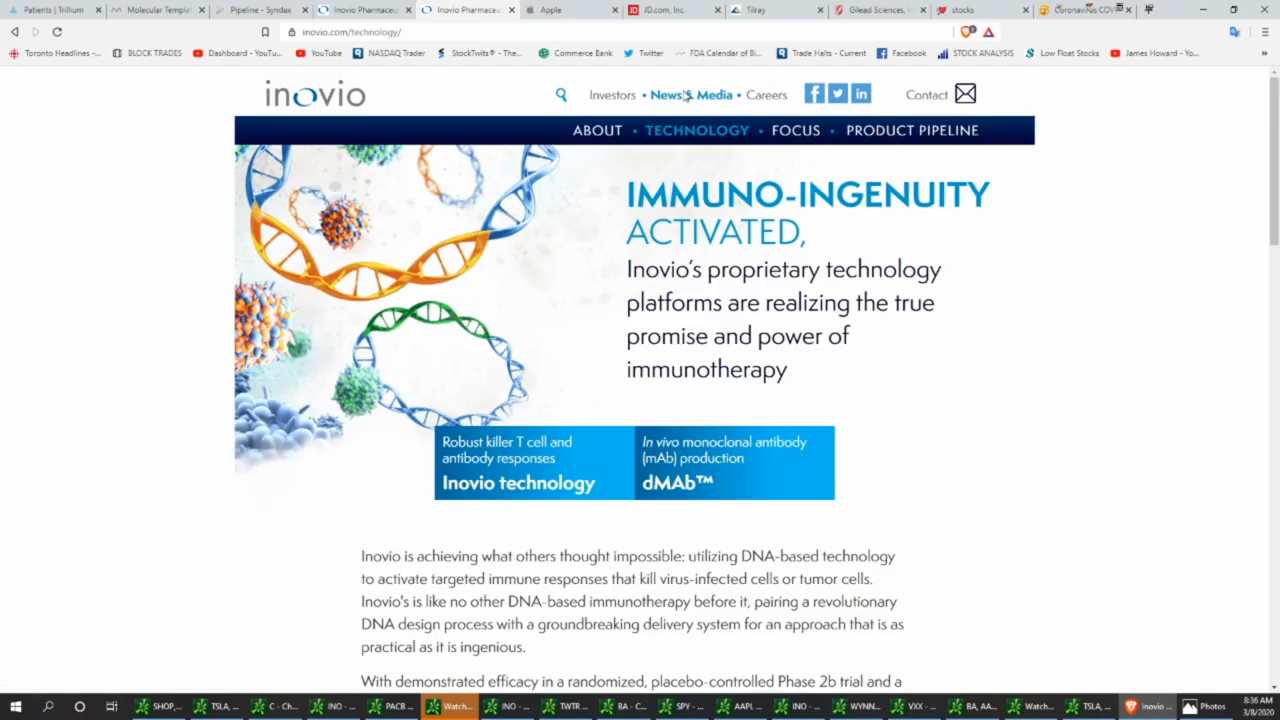 Patients | Trillium
Molecular Templat
Pipeline - Syndax
Inovio Pharmaceu
Inovio Pharmaceu
Apple
JD.com, Inc.
Tilray
Gilead Sciences,
stocks
Coronavirus COV
inovio.com/technology/
Toronto Headlines -...
BLOCK TRADES
Dashboard - YouTu...
YouTube
NASDAQ Trader
StockTwits® - The...
Commerce Bank
Twitter
FDA Calendar of Bi...
Trade Halts - Current
Facebook
STOCK ANALYSIS
Low Float Stocks
James Howard - Yo...
inovio
Investors • News & Media • Careers
Contact
ABOUT • TECHNOLOGY • FOCUS • PRODUCT PIPELINE
IMMUNO-INGENUITY
ACTIVATED,
Inovio's proprietary technology
platforms are realizing the true
promise and power of
immunotherapy
Robust killer T cell and
antibody responses
Inovio technology
In vivo monoclonal antibody
(mAb) production
dMAb™
Inovio is achieving what others thought impossible: utilizing DNA-based technology
to activate targeted immune responses that kill virus-infected cells or tumor cells.
Inovio's is like no other DNA-based immunotherapy before it, pairing a revolutionary
DNA design process with a groundbreaking delivery system for an approach that is as
practical as it is ingenious.
With demonstrated efficacy in a randomized, placebo-controlled Phase 2b trial and a
SHOP,...
TSLA, ...
C - Ch...
INO - ...
PACB ...
Watch...
INO - ...
TWTR ...
BA - C...
SPY - ...
AAPL ...
INO - ...
WYNN...
VXX - ...
BA, AA...
Watch...
TSLA, ...
Inovio ...
Photos
8:36 AM
3/8/2020